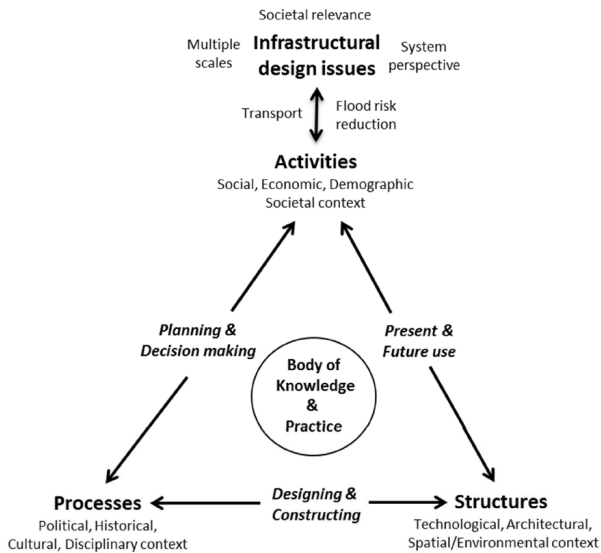 Societal relevance
Multiple
scales
Infrastructural
design issues
System
perspective
Transport
Flood risk
reduction
Activities
Social, Economic, Demographic
Societal context
Planning &
Decision making
Present &
Future use
Body of
Knowledge
&
Practice
Processes
Political, Historical,
Cultural, Disciplinary context
Designing &
Constructing
Structures
Technological, Architectural,
Spatial/Environmental context